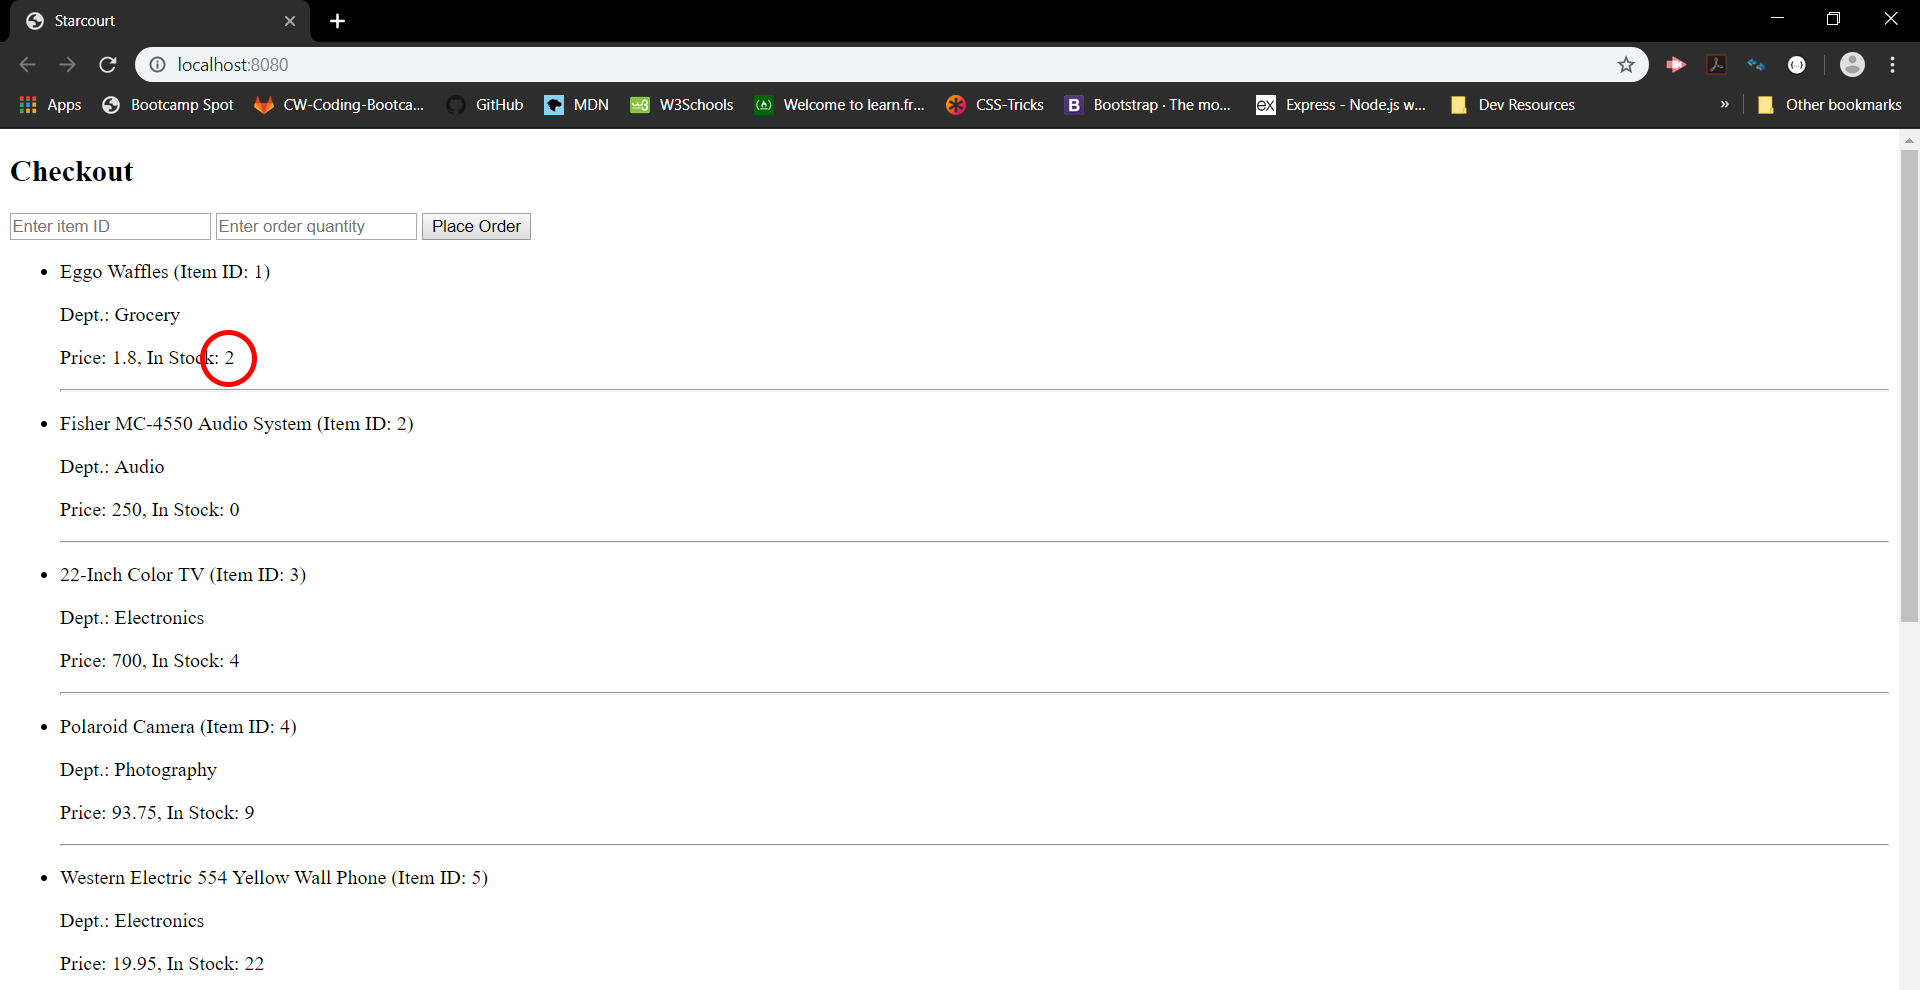 Starcourt
localhost:8080
Apps Bootcamp Spot CW-Coding-Bootca... GitHub MDN W3Schools Welcome to learn.fr... CSS-Tricks Bootstrap · The mo... Express - Node.js w... Dev Resources » Other bookmarks
Checkout
Enter item ID Enter order quantity Place Order
• Eggo Waffles (Item ID: 1)
Dept.: Grocery
Price: 1.8, In Stock: 2
• Fisher MC-4550 Audio System (Item ID: 2)
Dept.: Audio
Price: 250, In Stock: 0
• 22-Inch Color TV (Item ID: 3)
Dept.: Electronics
Price: 700, In Stock: 4
• Polaroid Camera (Item ID: 4)
Dept.: Photography
Price: 93.75, In Stock: 9
• Western Electric 554 Yellow Wall Phone (Item ID: 5)
Dept.: Electronics
Price: 19.95, In Stock: 22